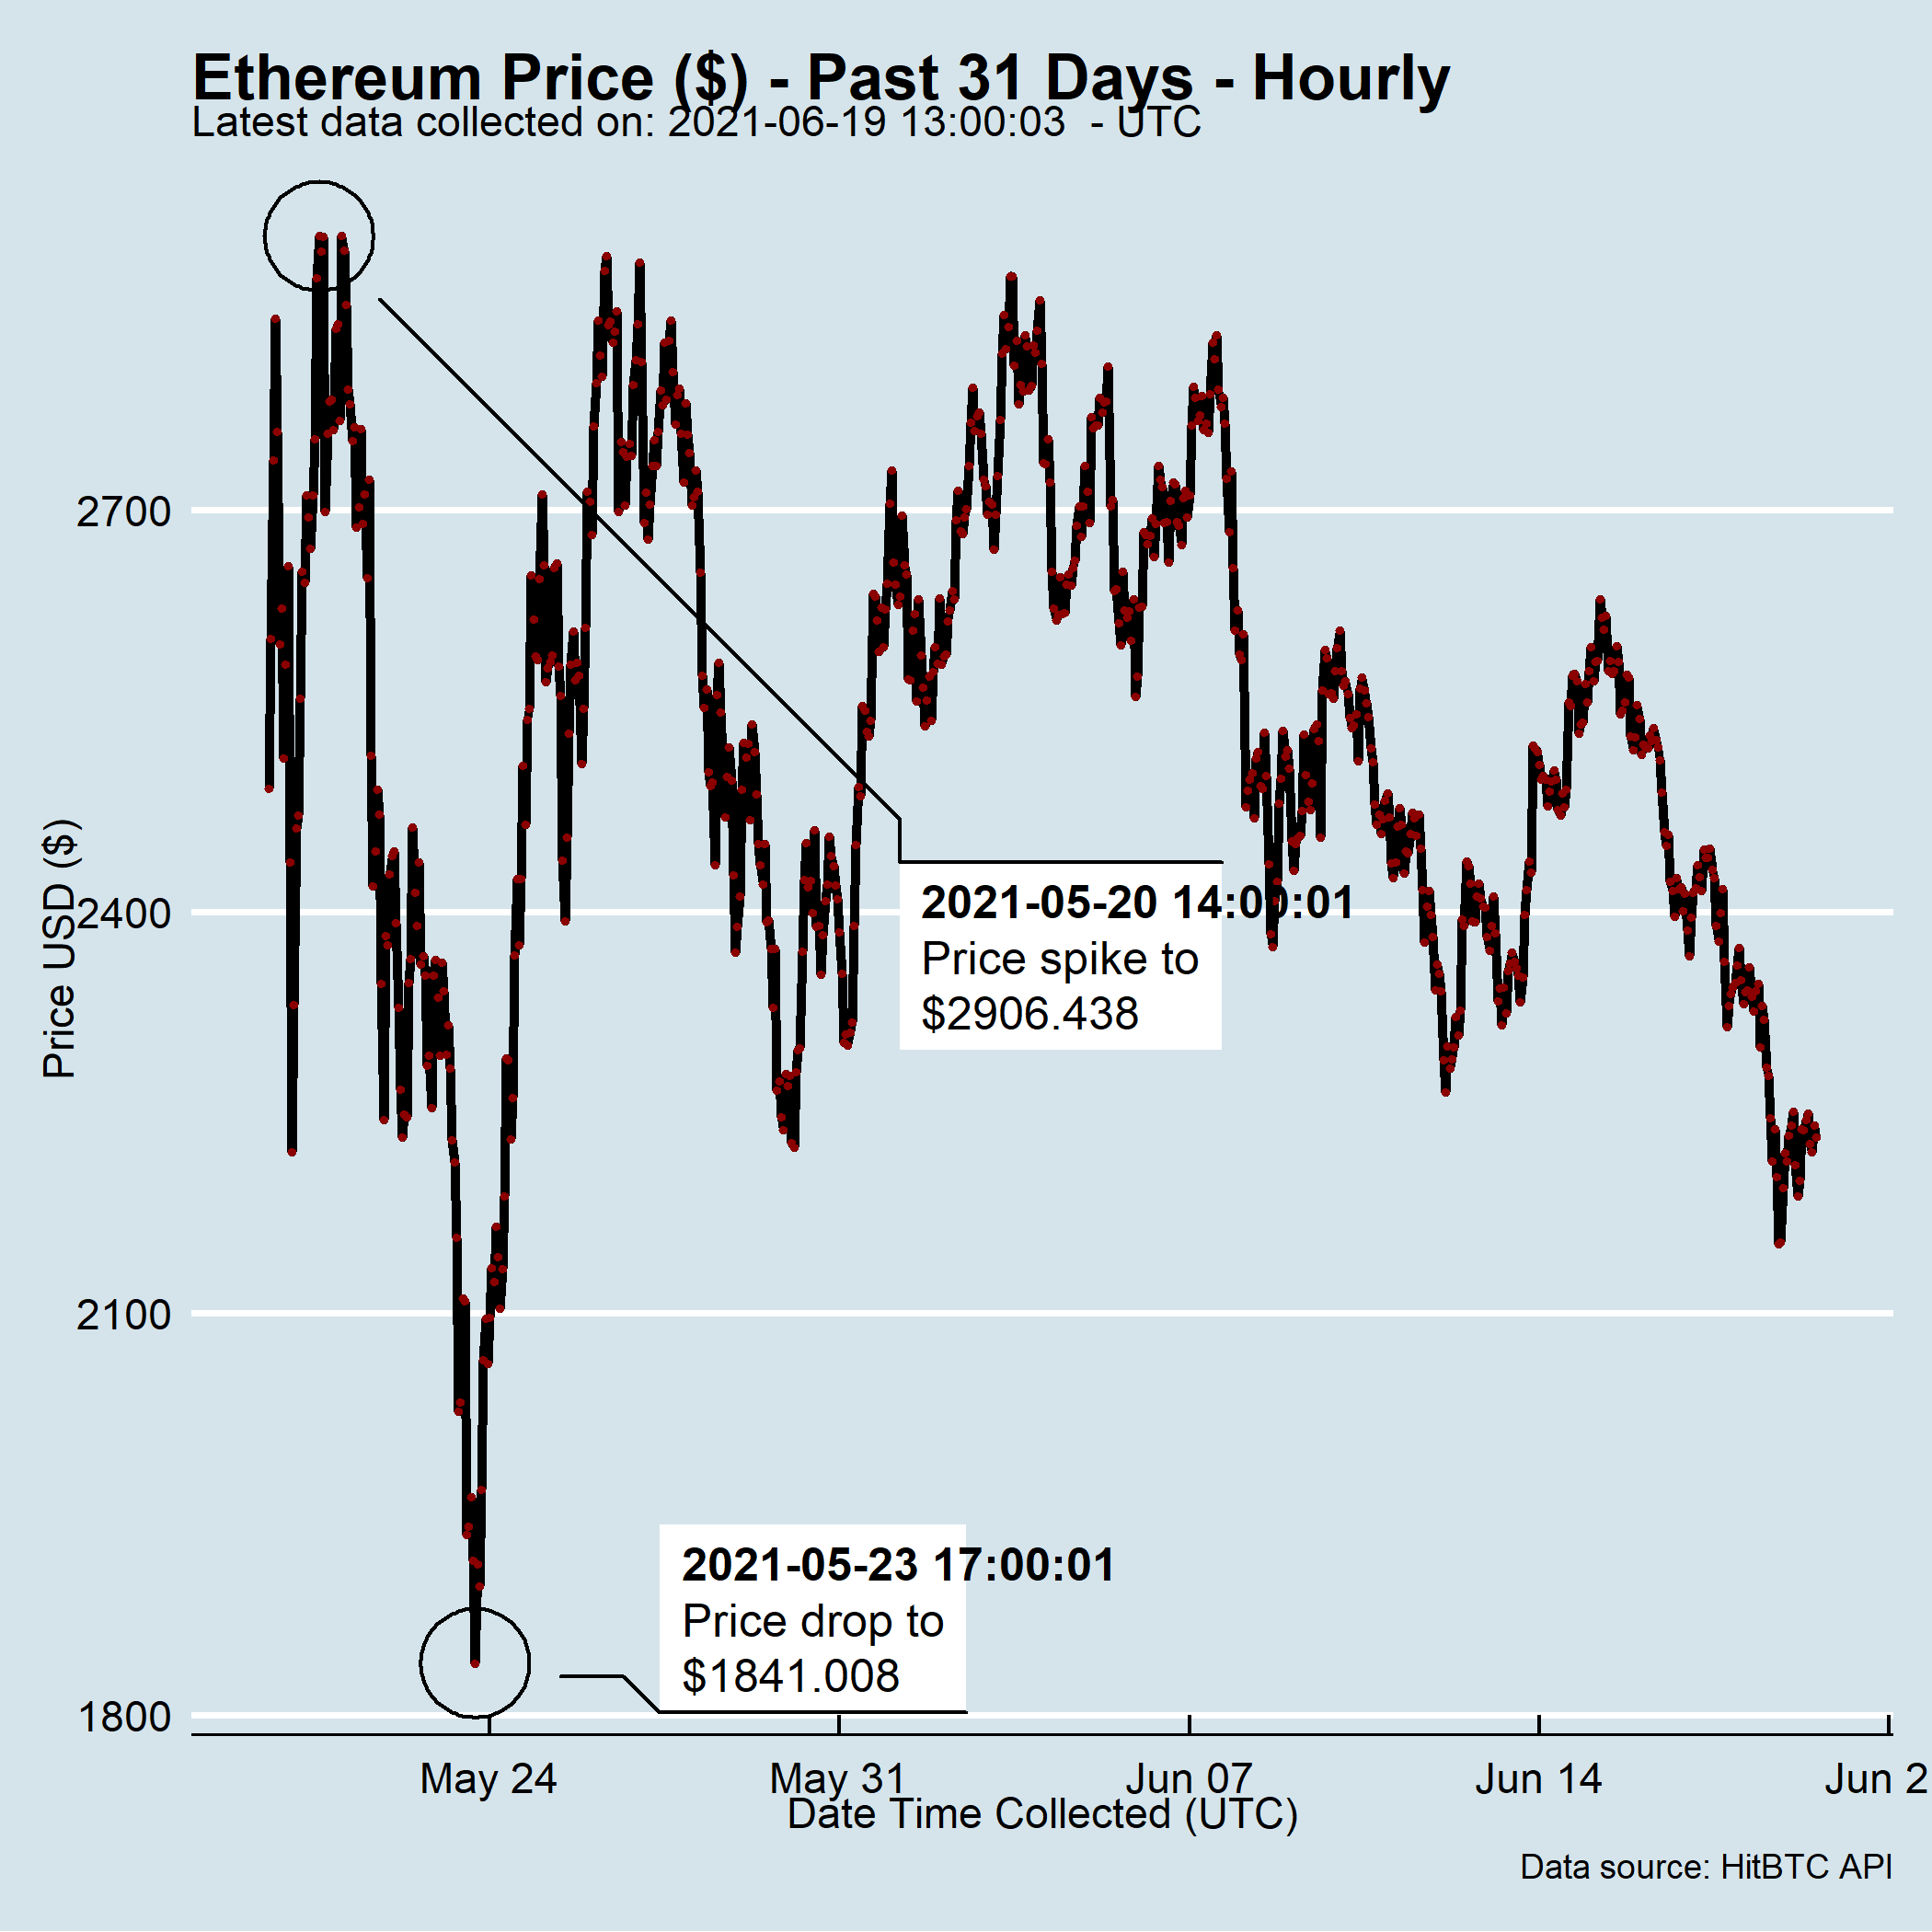 Ethereum Price ($) - Past 31 Days - Hourly
Latest data collected on: 2021-06-19 13:00:03 - UTC
Price USD ($)
2700
2400
2100
1800
2021-05-20 14:00:01
Price spike to
$2906.438
2021-05-23 17:00:01
Price drop to
$1841.008
May 24
May 31
Jun 07
Jun 14
Jun 2
Date Time Collected (UTC)
Data source: HitBTC API